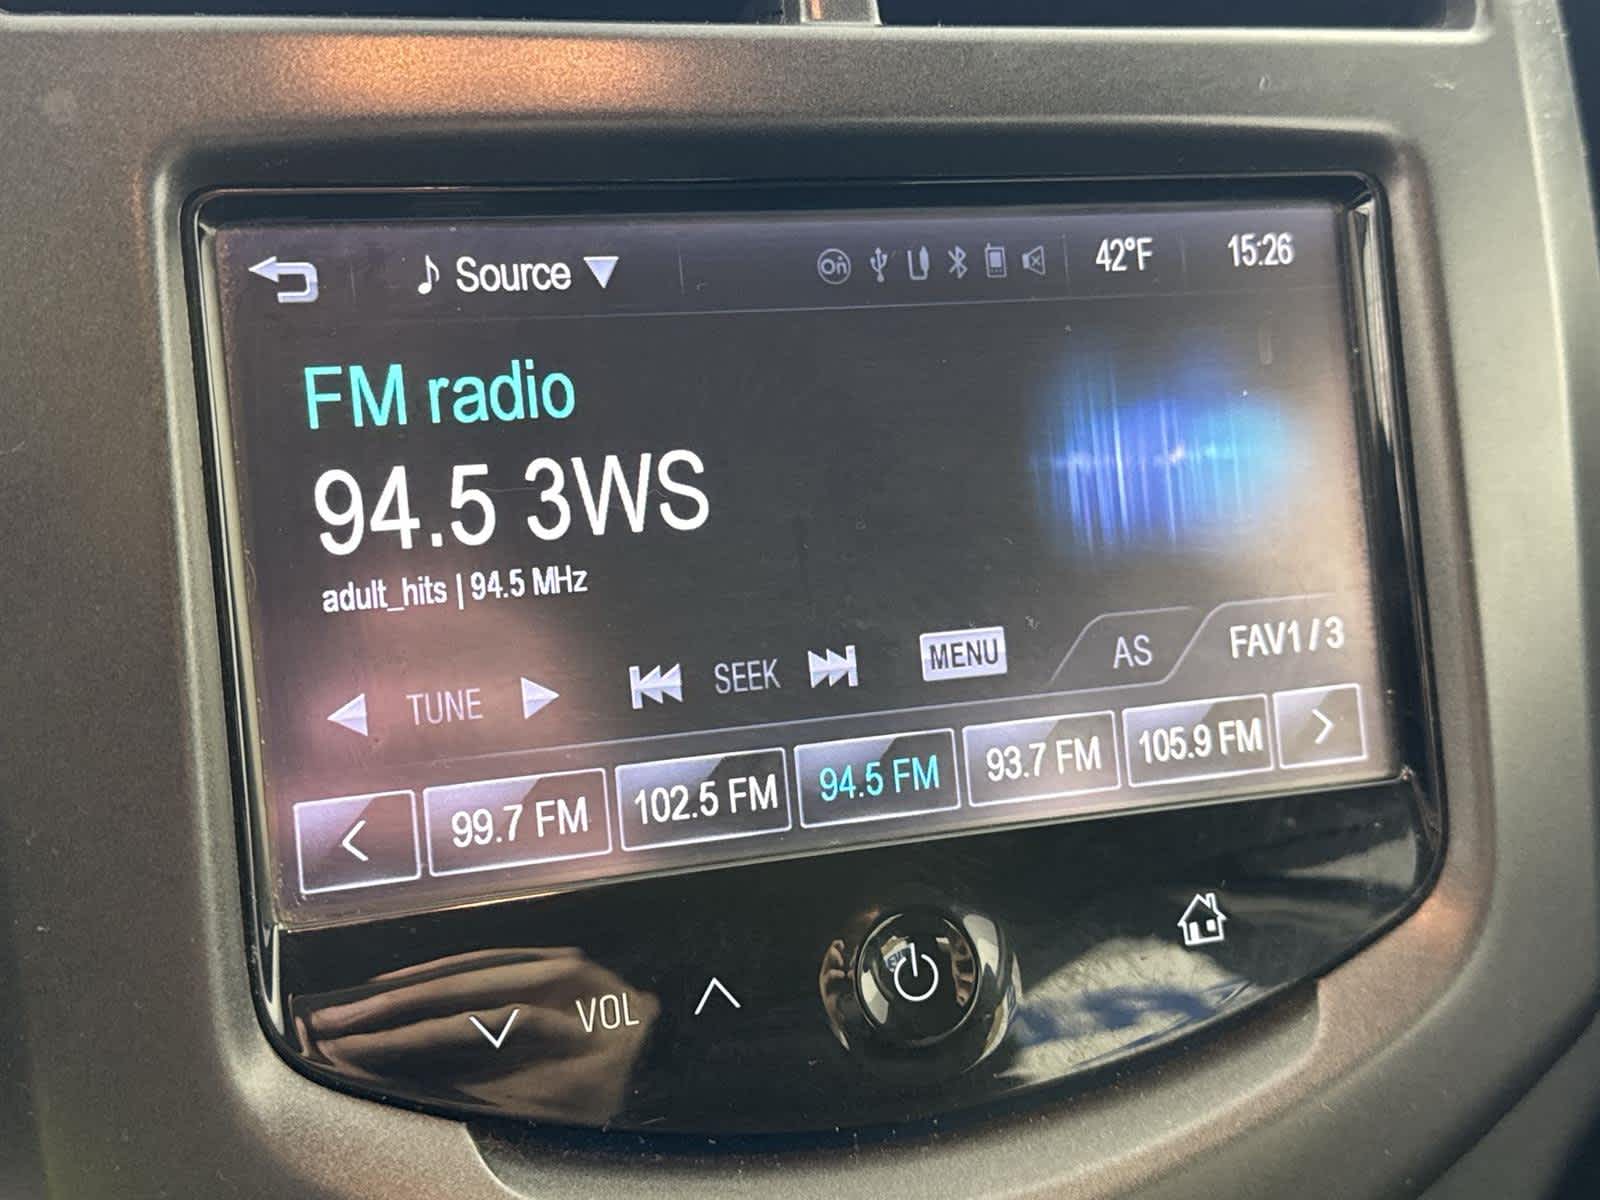 Source
On
42°F
15:26
FM radio
94.5 3WS
adult_hits | 94.5 MHz
TUNE
SEEK
MENU
AS
FAV1 / 3
99.7 FM
102.5 FM
94.5 FM
93.7 FM
105.9 FM
VOL